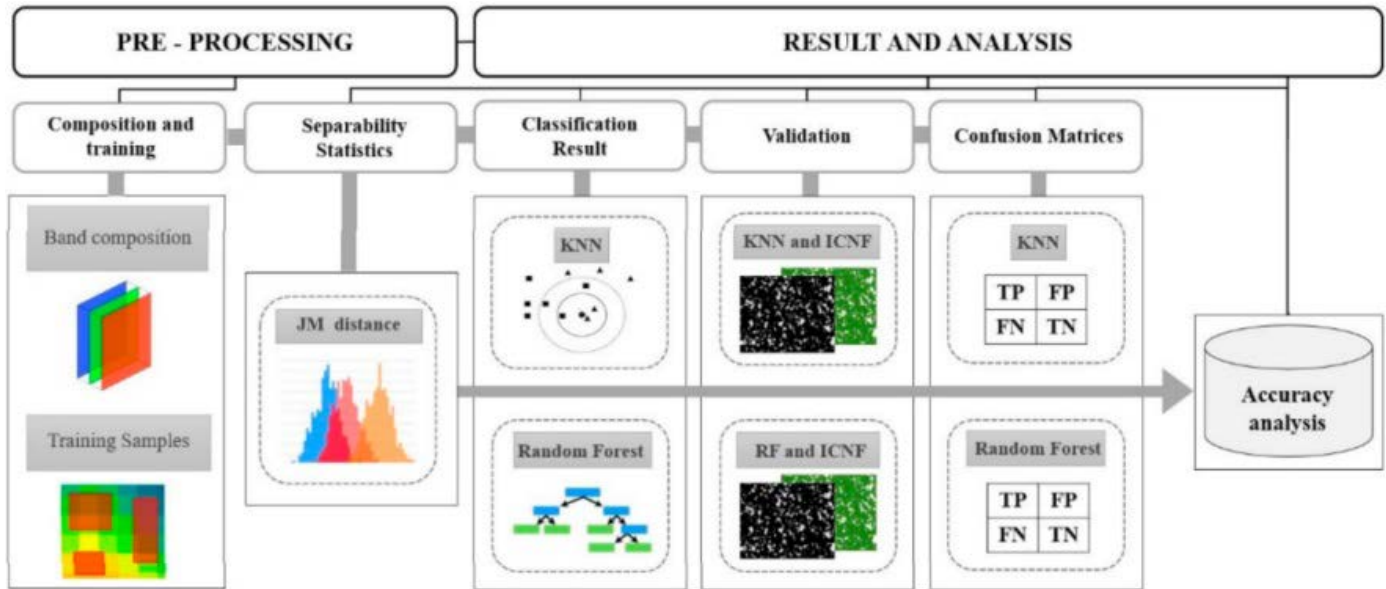 PRE - PROCESSING
RESULT AND ANALYSIS
Composition and
training
Separability
Statistics
Classification
Result
Validation
Confusion Matrices
Band composition
Training Samples
JM distance
KNN
Random Forest
KNN and ICNF
RF and ICNF
KNN
TP FP
FN TN
Random Forest
TP FP
FN TN
Accuracy
analysis